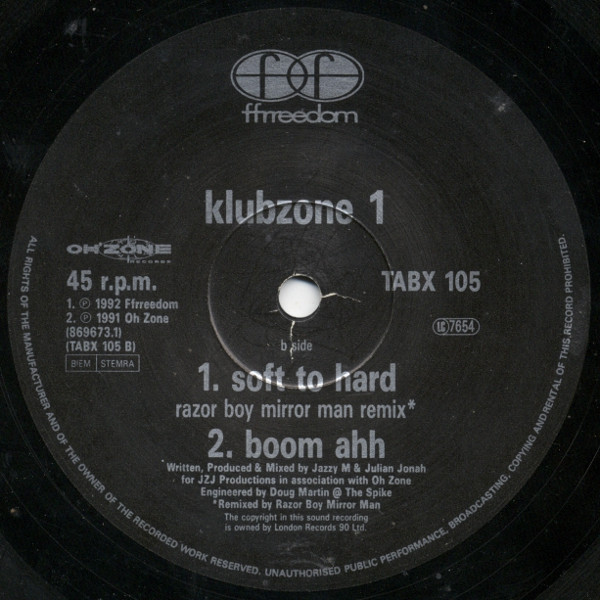 ffrreedom
klubzone 1
OH'ZONE
RECORDS
45 r.p.m.
1. ℗ 1992 Ffrreedom
2. ℗ 1991 Oh Zone
(869673.1)
(TABX 105 B)
BIEM STEMRA
TABX 105
LC 7654
b side
1. soft to hard
razor boy mirror man remix*
2. boom ahh
Written, Produced & Mixed by Jazzy M & Julian Jonah
for JZJ Productions in association with Oh Zone
Engineered by Doug Martin @ The Spike
*Remixed by Razor Boy Mirror Man
The copyright in this sound recording
is owned by London Records 90 Ltd.
ALL RIGHTS OF THE MANUFACTURER AND OF THE OWNER OF THE RECORDED WORK RESERVED. UNAUTHORISED PUBLIC PERFORMANCE, BROADCASTING, COPYING AND RENTAL OF THIS RECORD PROHIBITED.